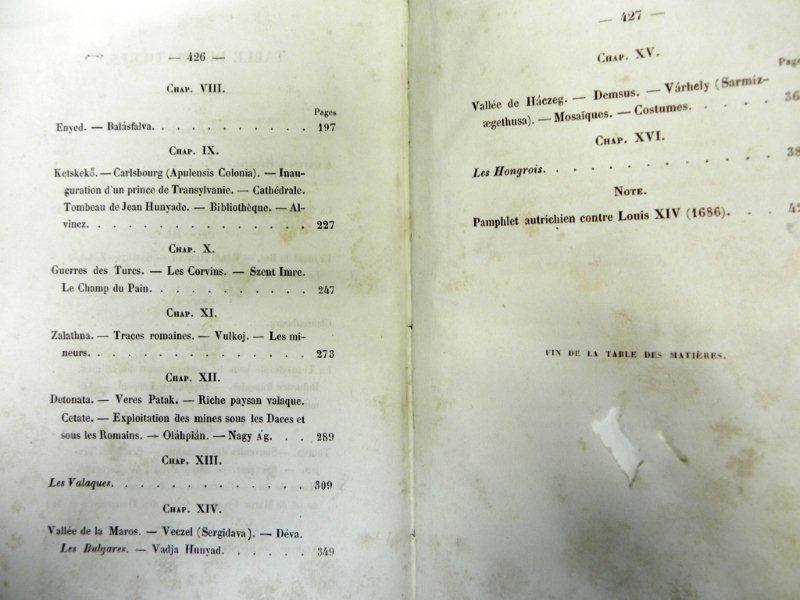 — 426 —
Chap. VIII.
Pages
Enyed. — Balásfalva. . . . . . . . . . . 197
Chap. IX.
Ketskekő. — Carlsbourg (Apulensis Colonia). — Inau-
guration d'un prince de Transylvanie. — Cathédrale.
Tombeau de Jean Hunyade. — Bibliothèque. — Al-
vincz. . . . . . . . . . . . . . . 227
Chap. X.
Guerres des Turcs. — Les Corvins. — Szent Imre.
Le Champ du Pain. . . . . . . . . . . 247
Chap. XI.
Zalathna. — Traces romaines. — Vulkoj. — Les mi-
neurs. . . . . . . . . . . . . . . 273
Chap. XII.
Detonata. — Veres Patak. — Riche paysan valaque.
Cetate. — Exploitation des mines sous les Daces et
sous les Romains. — Oláhpián. — Nagy Ág. . . 289
Chap. XIII.
Les Valaques. . . . . . . . . . . . . 309
Chap. XIV.
Vallée de la Maros. — Veczel (Sergidava). — Déva.
Les Bulgares. — Vadja Hunyad. . . . . . 349
— 427 —
Chap. XV.
Vallée de Háczeg. — Demsus. — Várhely (Sarmiz-
ægethusa). — Mosaïques. — Costumes. . . . . .
Chap. XVI.
Les Hongrois. . . . . . . . . . . . .
Note.
Pamphlet autrichien contre Louis XIV (1686). . . .
FIN DE LA TABLE DES MATIÈRES.